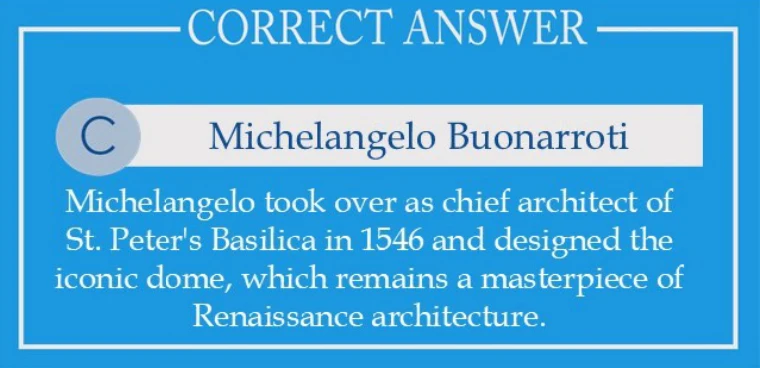 CORRECT ANSWER
C
Michelangelo Buonarroti
Michelangelo took over as chief architect of
St. Peter's Basilica in 1546 and designed the
iconic dome, which remains a masterpiece of
Renaissance architecture.